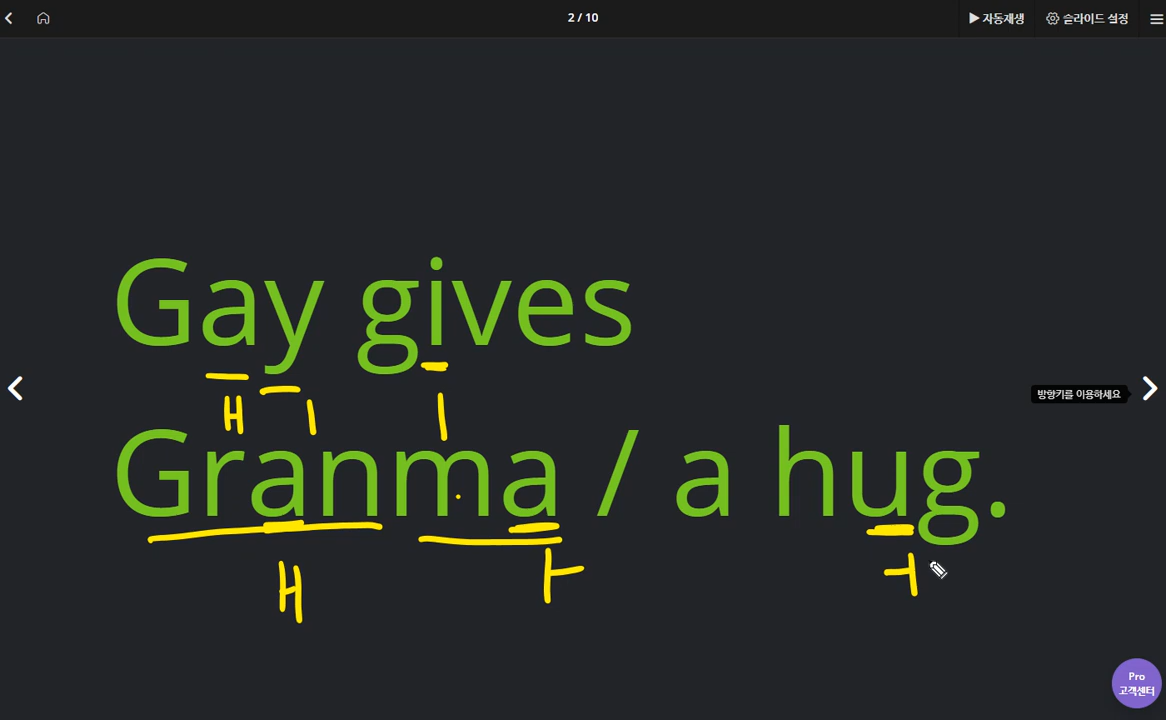 2 / 10
자동재생
슬라이드 설정
Gay gives
ㅐ ㅣ ㅣ
방향키를 이용하세요
Granma / a hug.
ㅐ ㅏ ㅓ
Pro
고객센터